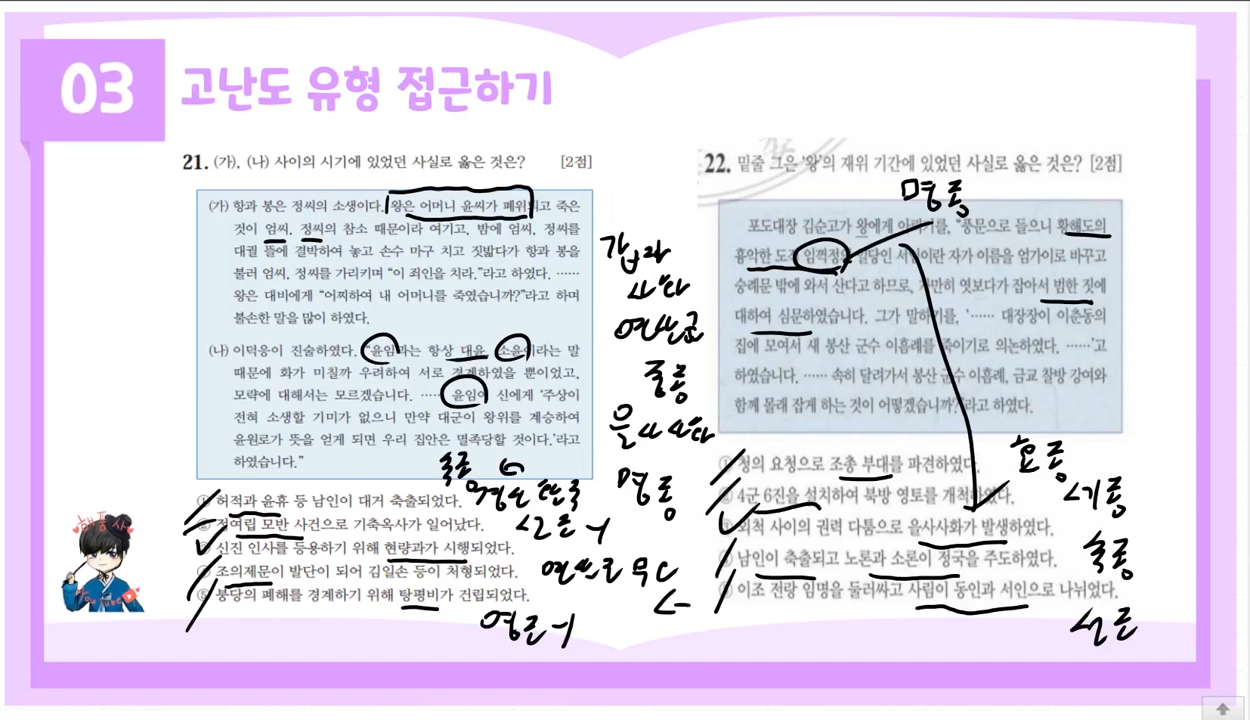 03 고난도 유형 접근하기
21. (가), (나) 사이의 시기에 있었던 사실로 옳은 것은? [2점]
(가) 항과 봉은 정씨의 소생이다. 왕은 어머니 윤씨가 폐위되고 죽은
것이 엄씨, 정씨의 참소 때문이라 여기고, 밤에 엄씨, 정씨를
대궐 뜰에 결박하여 놓고 손수 마구 치고 짓밟다가 항과 봉을
불러 엄씨, 정씨를 가리키며 “이 죄인을 치라.”라고 하였다. ……
왕은 대비에게 “어찌하여 내 어머니를 죽였습니까?”라고 하며
불손한 말을 많이 하였다.
(나) 이덕응이 진술하였다. “윤임과는 항상 대윤, 소윤이라는 말
때문에 화가 미칠까 우려하여 서로 경계하였을 뿐이었고,
모략에 대해서는 모르겠습니다. …… 윤임이 신에게 ‘주상이
전혀 소생할 기미가 없으니 만약 대군이 왕위를 계승하여
윤원로가 뜻을 얻게 되면 우리 집안은 멸족당할 것이다.’라고
하였습니다.”
① 허적과 윤휴 등 남인이 대거 축출되었다.
② 정여립 모반 사건으로 기축옥사가 일어났다.
③ 신진 인사를 등용하기 위해 현량과가 시행되었다.
④ 조의제문이 발단이 되어 김일손 등이 처형되었다.
⑤ 붕당의 폐해를 경계하기 위해 탕평비가 건립되었다.
숙종
경신환국
영조
갑자
사화
연산군
중종
을사사화
명종
22. 밑줄 그은 ‘왕’의 재위 기간에 있었던 사실로 옳은 것은? [2점]
명종
포도대장 김순고가 왕에게 아뢰기를, “풍문으로 들으니 황해도의
흉악한 도적 임꺽정의 일당인 서임이란 자가 이름을 엄가이로 바꾸고
숭례문 밖에 와서 산다고 하므로, 가만히 엿보다가 잡아서 범한 짓에
대하여 심문하였습니다. 그가 말하기를, ‘…… 대장장이 이춘동의
집에 모여서 새 봉산 군수 이흠례를 죽이기로 의논하였다. ……’고
하였습니다. …… 속히 달려가서 봉산 군수 이흠례, 금교 찰방 강여와
함께 몰래 잡게 하는 것이 어떻겠습니까?”라고 하였다.
① 청의 요청으로 조총 부대를 파견하였다.
② 4군 6진을 설치하여 북방 영토를 개척하였다.
③ 외척 사이의 권력 다툼으로 을사사화가 발생하였다.
④ 남인이 축출되고 노론과 소론이 정국을 주도하였다.
⑤ 이조 전랑 임명을 둘러싸고 사림이 동인과 서인으로 나뉘었다.
효종
세종
숙종
선조
YouTube